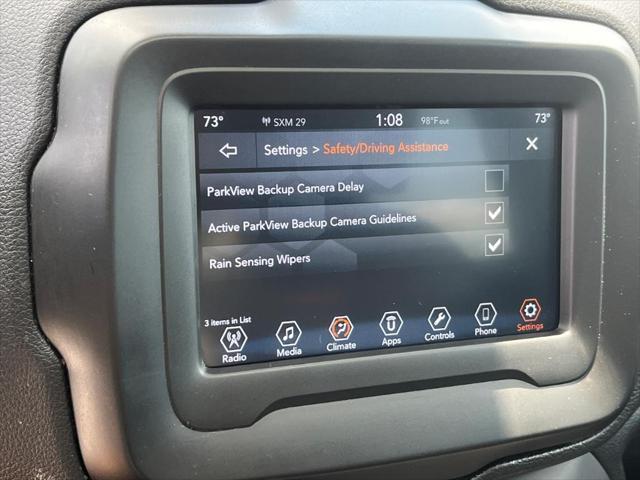 73° SXM 29 1:08 98°F out 73°
Settings > Safety/Driving Assistance X
ParkView Backup Camera Delay
Active ParkView Backup Camera Guidelines
Rain Sensing Wipers
3 items in List
Radio Media Climate Apps Controls Phone Settings